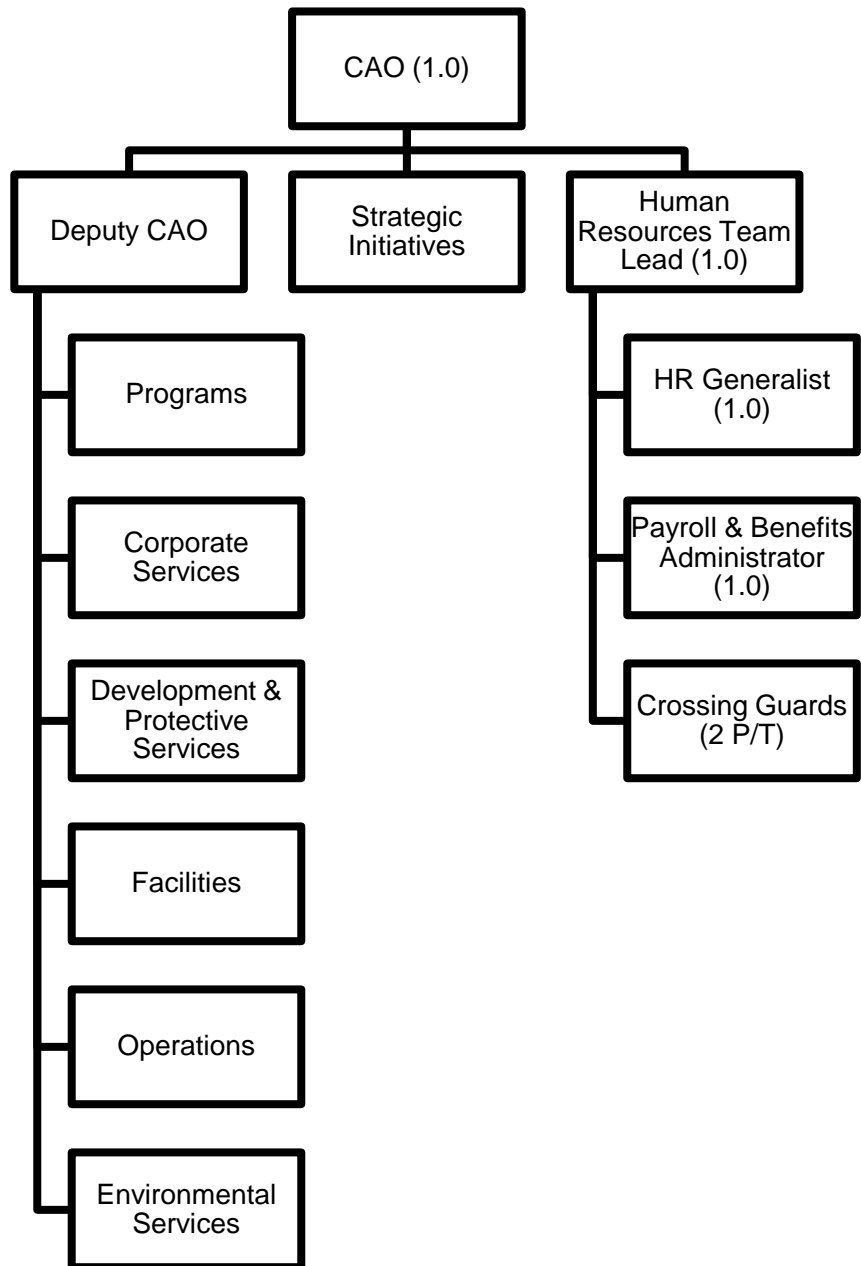 CAO (1.0)
Deputy CAO
Strategic
Initiatives
Human
Resources Team
Lead (1.0)
Programs
Corporate
Services
Development &
Protective
Services
Facilities
Operations
Environmental
Services
HR Generalist
(1.0)
Payroll & Benefits
Administrator
(1.0)
Crossing Guards
(2 P/T)